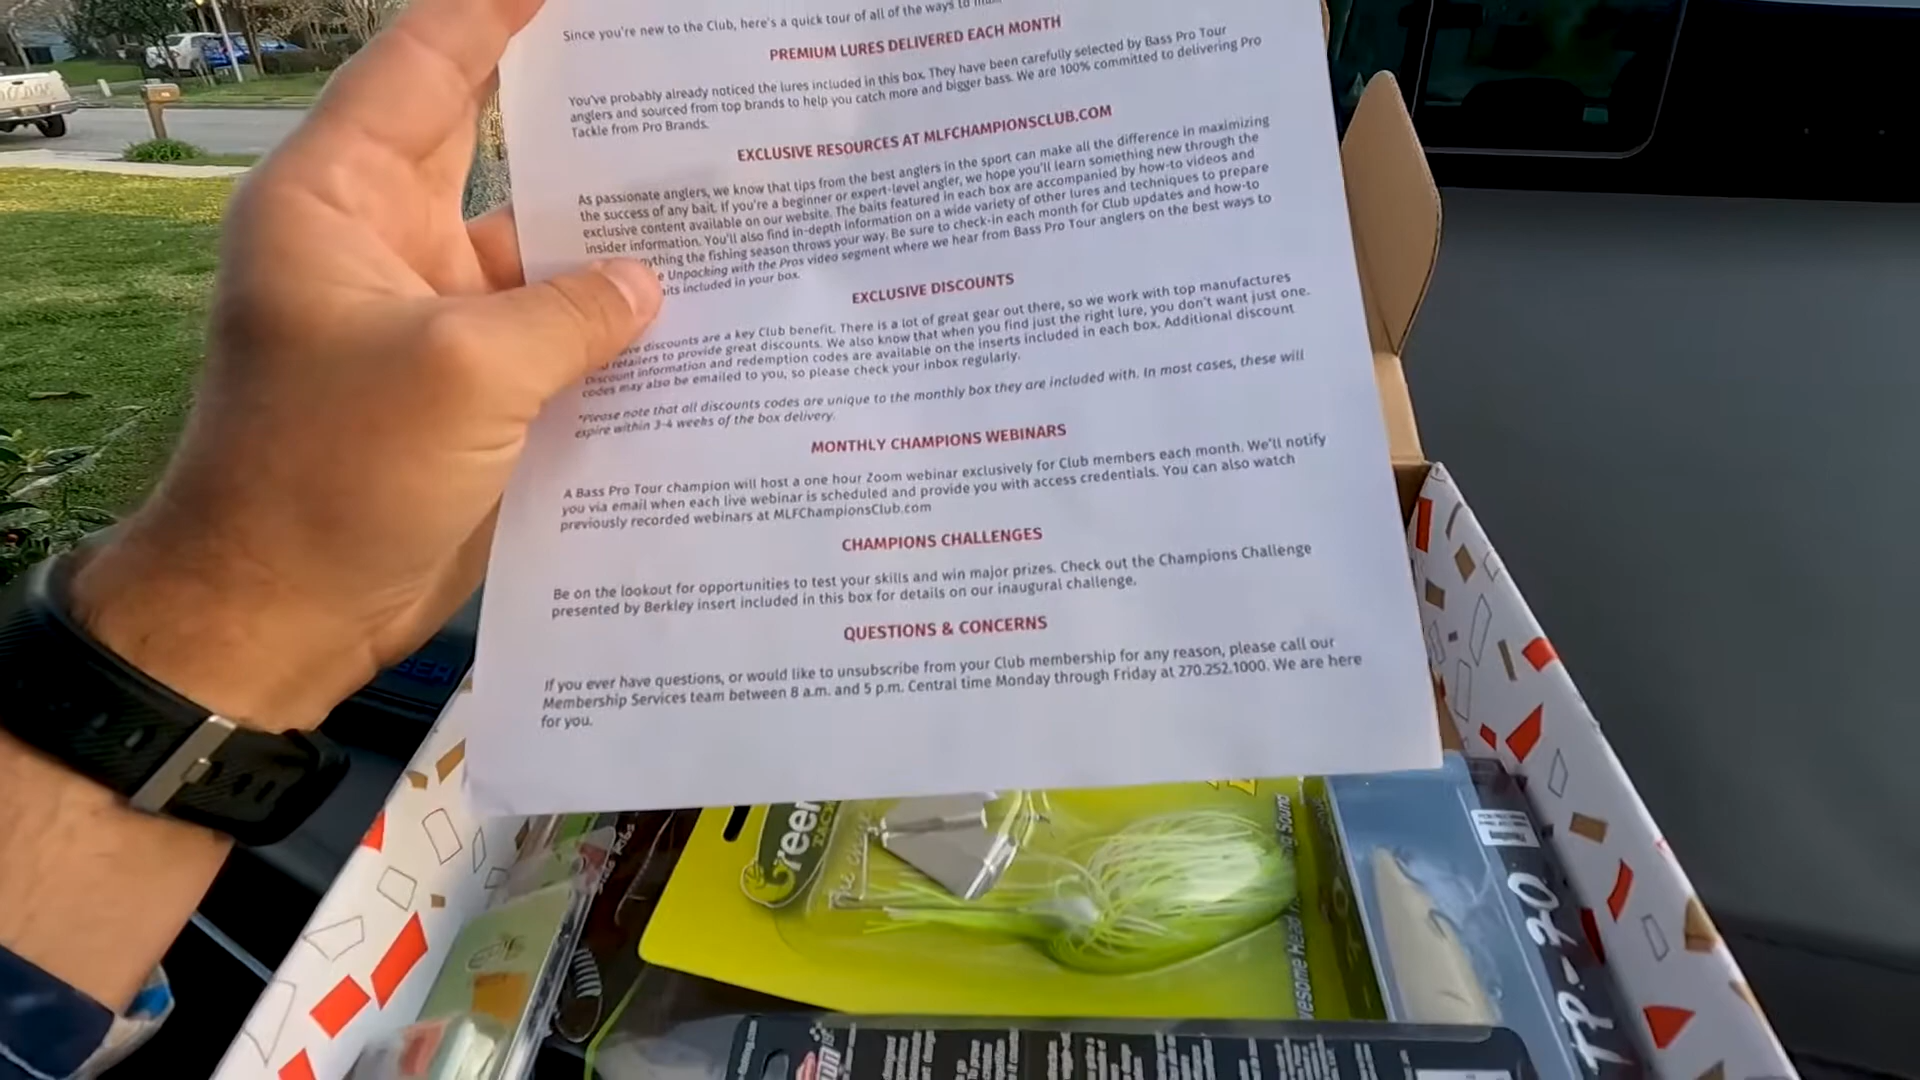 Since you're new to the Club, here's a quick tour of all of the ways to
PREMIUM LURES DELIVERED EACH MONTH
You've probably already noticed the lures included in this box. They have been carefully selected by Bass Pro Tour
anglers and sourced from top brands to help you catch more and bigger bass. We are 100% committed to delivering Pro
Tackle from Pro Brands.
EXCLUSIVE RESOURCES AT MLFCHAMPIONSCLUB.COM
As passionate anglers, we know that tips from the best anglers in the sport can make all the difference in maximizing
the success of any bait. If you're a beginner or expert-level angler, we hope you'll learn something new through the
exclusive content available on our website. The baits featured in each box are accompanied by how-to videos and
insider information. You'll also find in-depth information on a wide variety of other lures and techniques to prepare
the fishing season throws your way. Be sure to check-in each month for Club updates and how-to
Unpacking with the Pros video segment where we hear from Bass Pro Tour anglers on the best ways to
included in your box.
EXCLUSIVE DISCOUNTS
discounts are a key Club benefit. There is a lot of great gear out there, so we work with top manufactures
retailers to provide great discounts. We also know that when you find just the right lure, you don't want just one.
Discount information and redemption codes are available on the inserts included in each box. Additional discount
codes may also be emailed to you, so please check your inbox regularly.
*Please note that all discounts codes are unique to the monthly box they are included with. In most cases, these will
expire within 3-4 weeks of the box delivery.
MONTHLY CHAMPIONS WEBINARS
A Bass Pro Tour champion will host a one hour Zoom webinar exclusively for Club members each month. We'll notify
you via email when each live webinar is scheduled and provide you with access credentials. You can also watch
previously recorded webinars at MLFChampionsClub.com
CHAMPIONS CHALLENGES
Be on the lookout for opportunities to test your skills and win major prizes. Check out the Champions Challenge
presented by Berkley insert included in this box for details on our inaugural challenge.
QUESTIONS & CONCERNS
If you ever have questions, or would like to unsubscribe from your Club membership for any reason, please call our
Membership Services team between 8 a.m. and 5 p.m. Central time Monday through Friday at 270.252.1000. We are here
for you.
Sound
TP-70